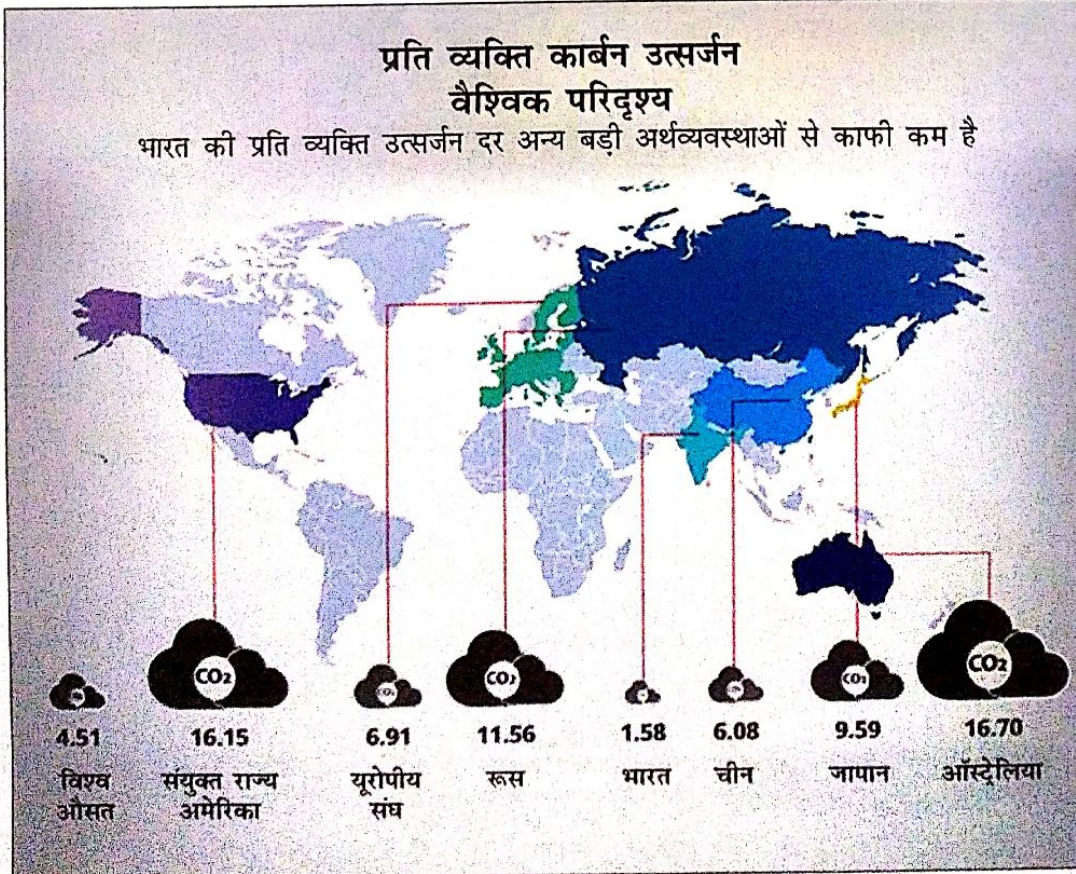 प्रति व्यक्ति कार्बन उत्सर्जन
वैश्विक परिदृश्य
भारत की प्रति व्यक्ति उत्सर्जन दर अन्य बड़ी अर्थव्यवस्थाओं से काफी कम है
CO₂ CO₂ CO₂ CO₂ CO₂ CO₂
4.51 16.15 6.91 11.56 1.58 6.08 9.59 16.70
विश्व औसत
संयुक्त राज्य अमेरिका
यूरोपीय संघ
रूस
भारत
चीन
जापान
ऑस्ट्रेलिया